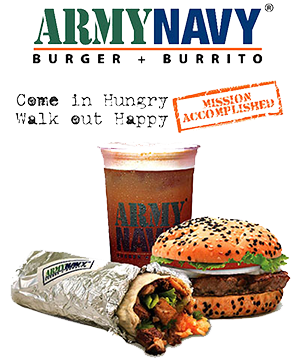 ARMYNAVY®
BURGER + BURRITO
Come in Hungry
Walk out Happy
MISSION
ACCOMPLISHED
ARMY
NAVY
ARMYNAVY